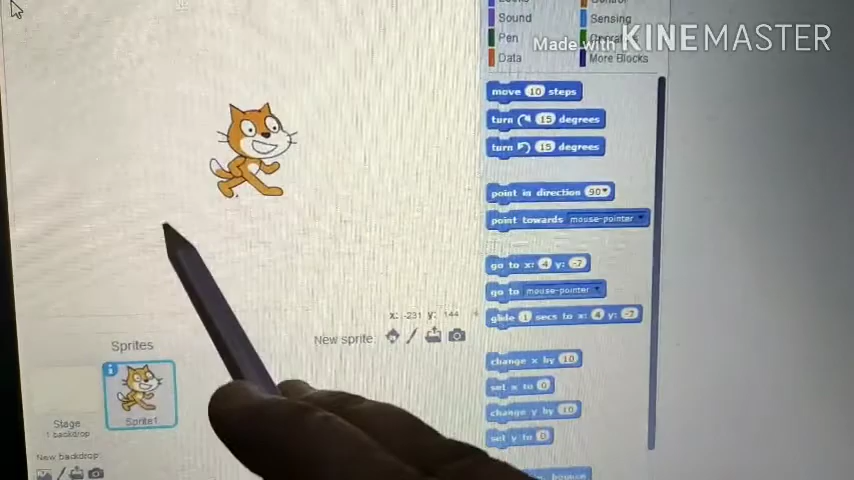 Sound
Sensing
Pen
Data
More Blocks
Made with KINEMASTER
move 10 steps
turn 15 degrees
turn 15 degrees
point in direction 90
point towards mouse-pointer
go to x: 4 y: -7
go to mouse-pointer
glide 1 secs to x: 4 y: -7
x: -231 y: 144
New sprite:
change x by 10
set x to 0
change y by 10
set y to 0
Sprites
Sprite1
Stage
1 backdrop
New backdrop